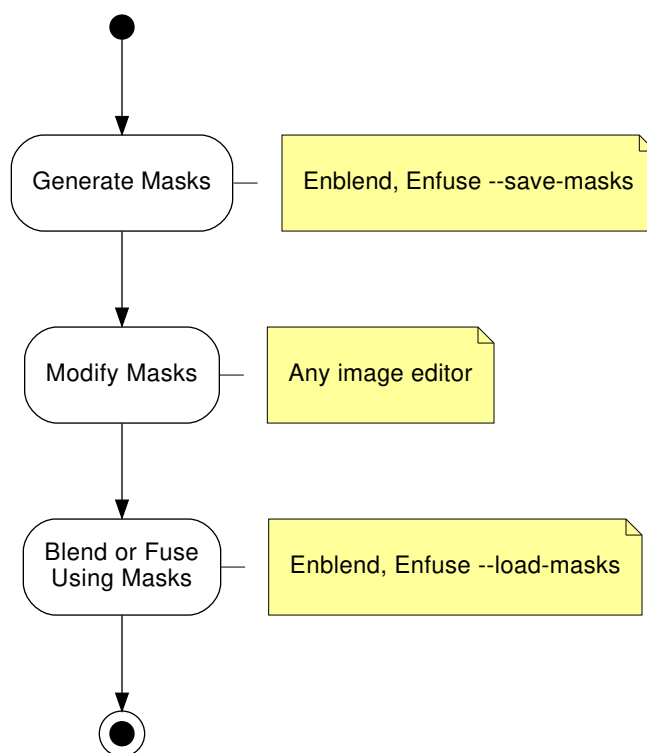 Generate Masks
Enblend, Enfuse --save-masks
Modify Masks
Any image editor
Blend or Fuse
Using Masks
Enblend, Enfuse --load-masks